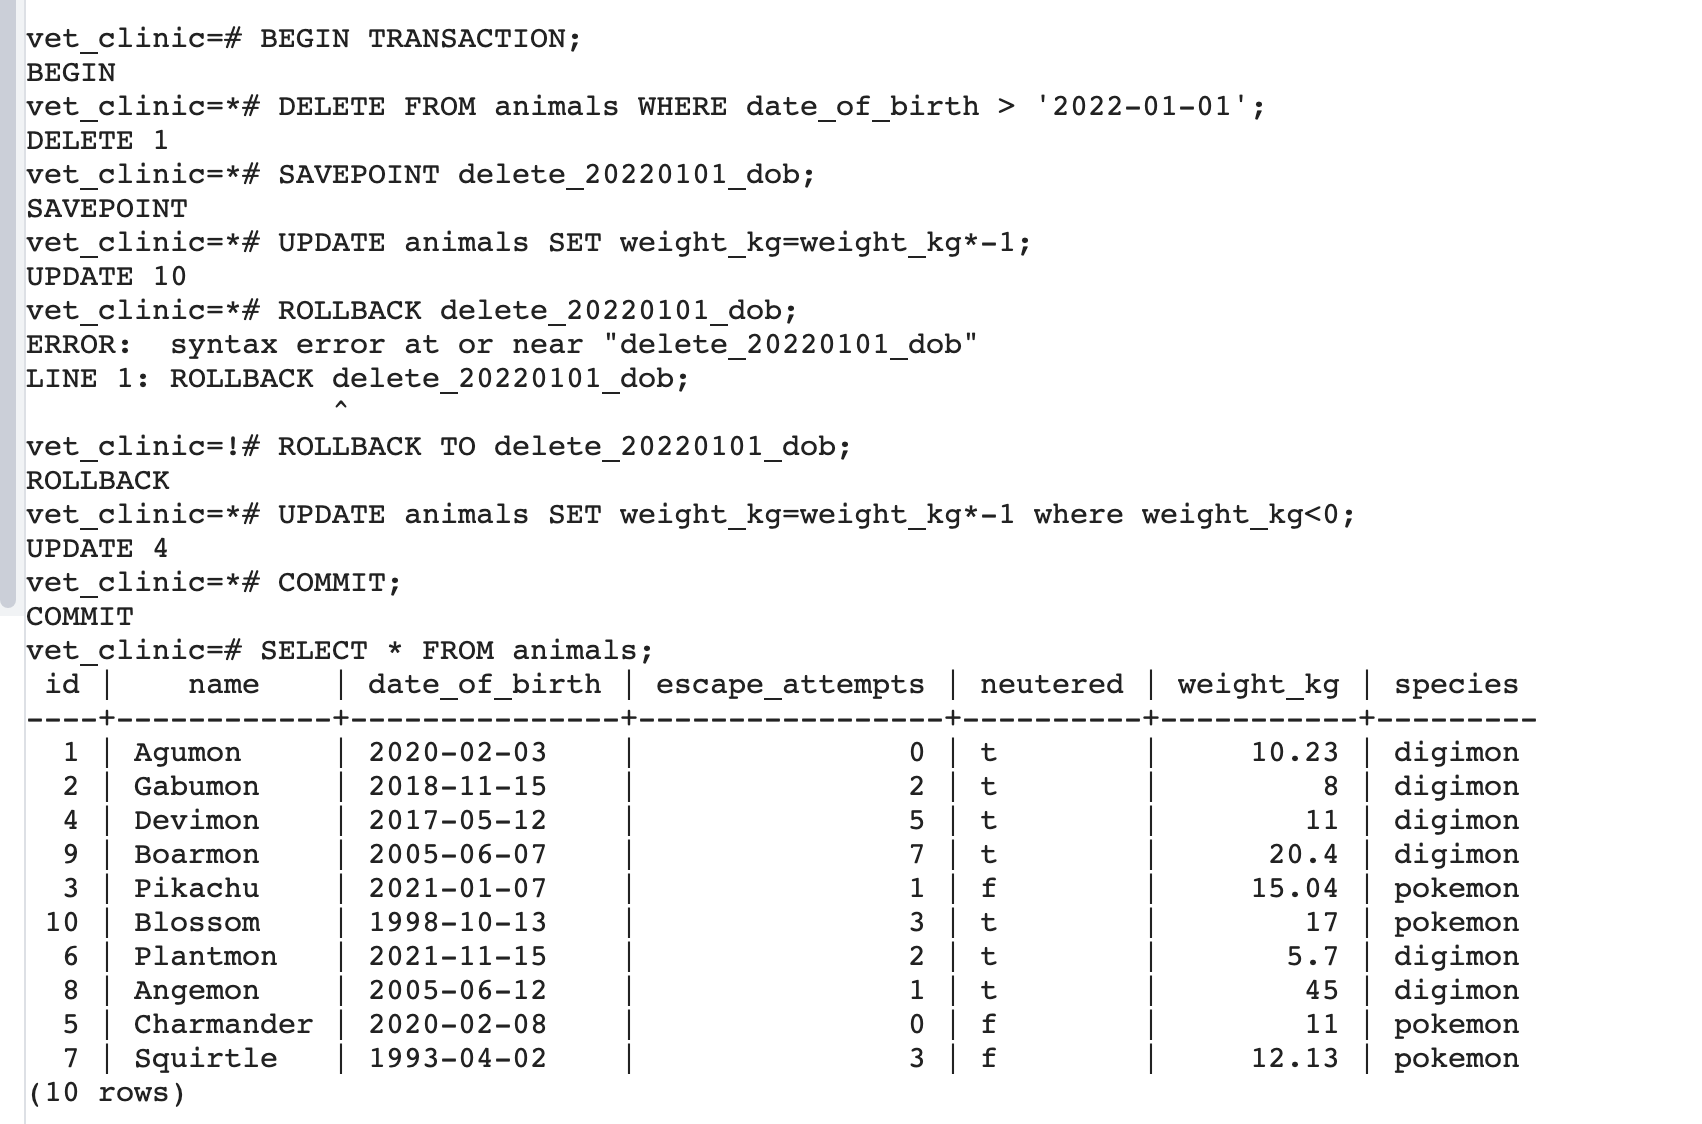 vet_clinic=# BEGIN TRANSACTION;
BEGIN
vet_clinic=*# DELETE FROM animals WHERE date_of_birth > '2022-01-01';
DELETE 1
vet_clinic=*# SAVEPOINT delete_20220101_dob;
SAVEPOINT
vet_clinic=*# UPDATE animals SET weight_kg=weight_kg*-1;
UPDATE 10
vet_clinic=*# ROLLBACK delete_20220101_dob;
ERROR:  syntax error at or near "delete_20220101_dob"
LINE 1: ROLLBACK delete_20220101_dob;
                 ^
vet_clinic=!# ROLLBACK TO delete_20220101_dob;
ROLLBACK
vet_clinic=*# UPDATE animals SET weight_kg=weight_kg*-1 where weight_kg<0;
UPDATE 4
vet_clinic=*# COMMIT;
COMMIT
vet_clinic=# SELECT * FROM animals;
 id |    name    | date_of_birth | escape_attempts | neutered | weight_kg | species
----+------------+---------------+-----------------+----------+-----------+---------
  1 | Agumon     | 2020-02-03    |               0 | t        |     10.23 | digimon
  2 | Gabumon    | 2018-11-15    |               2 | t        |         8 | digimon
  4 | Devimon    | 2017-05-12    |               5 | t        |        11 | digimon
  9 | Boarmon    | 2005-06-07    |               7 | t        |      20.4 | digimon
  3 | Pikachu    | 2021-01-07    |               1 | f        |     15.04 | pokemon
 10 | Blossom    | 1998-10-13    |               3 | t        |        17 | pokemon
  6 | Plantmon   | 2021-11-15    |               2 | t        |       5.7 | digimon
  8 | Angemon    | 2005-06-12    |               1 | t        |        45 | digimon
  5 | Charmander | 2020-02-08    |               0 | f        |        11 | pokemon
  7 | Squirtle   | 1993-04-02    |               3 | f        |     12.13 | pokemon
(10 rows)